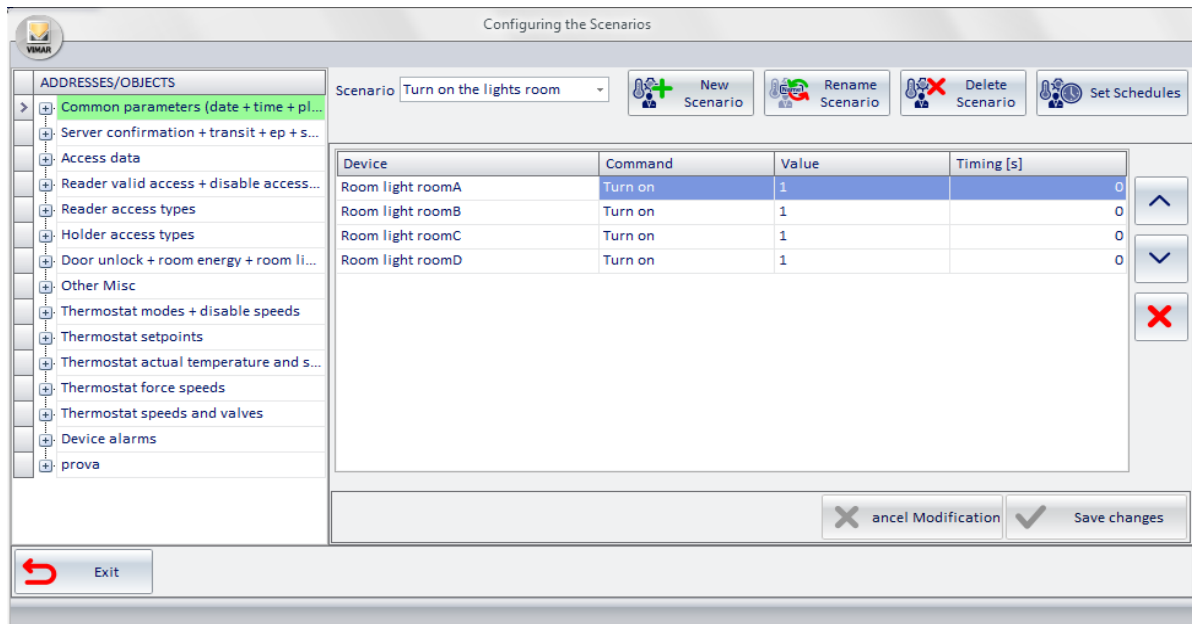 Configuring the Scenarios
VIMAR
ADDRESSES/OBJECTS
Common parameters (date + time + pl...
Server confirmation + transit + ep + s...
Access data
Reader valid access + disable access...
Reader access types
Holder access types
Door unlock + room energy + room li...
Other Misc
Thermostat modes + disable speeds
Thermostat setpoints
Thermostat actual temperature and s...
Thermostat force speeds
Thermostat speeds and valves
Device alarms
prova
Scenario Turn on the lights room
New
Scenario
Rename
Scenario
Delete
Scenario
Set Schedules
Device Command Value Timing [s]
Room light roomA Turn on 1 0
Room light roomB Turn on 1 0
Room light roomC Turn on 1 0
Room light roomD Turn on 1 0
ancel Modification Save changes
Exit